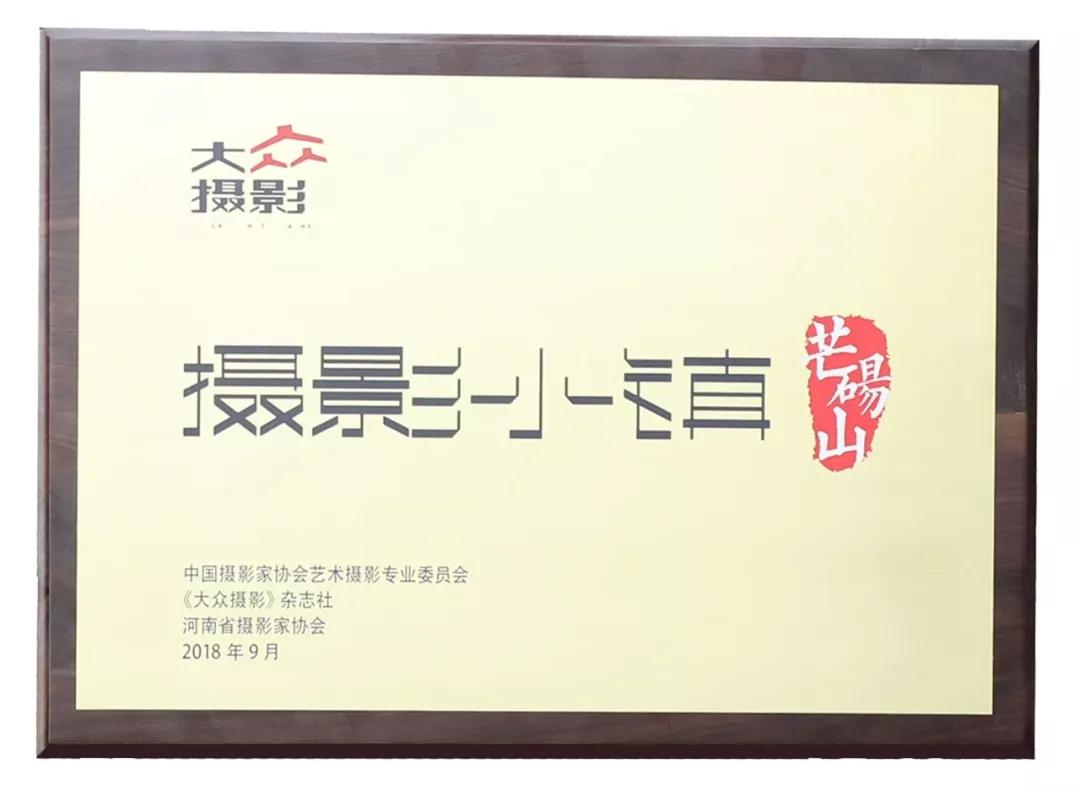 大众
摄影
摄影小镇
芒砀山
中国摄影家协会艺术摄影专业委员会
《大众摄影》杂志社
河南省摄影家协会
2018 年 9 月